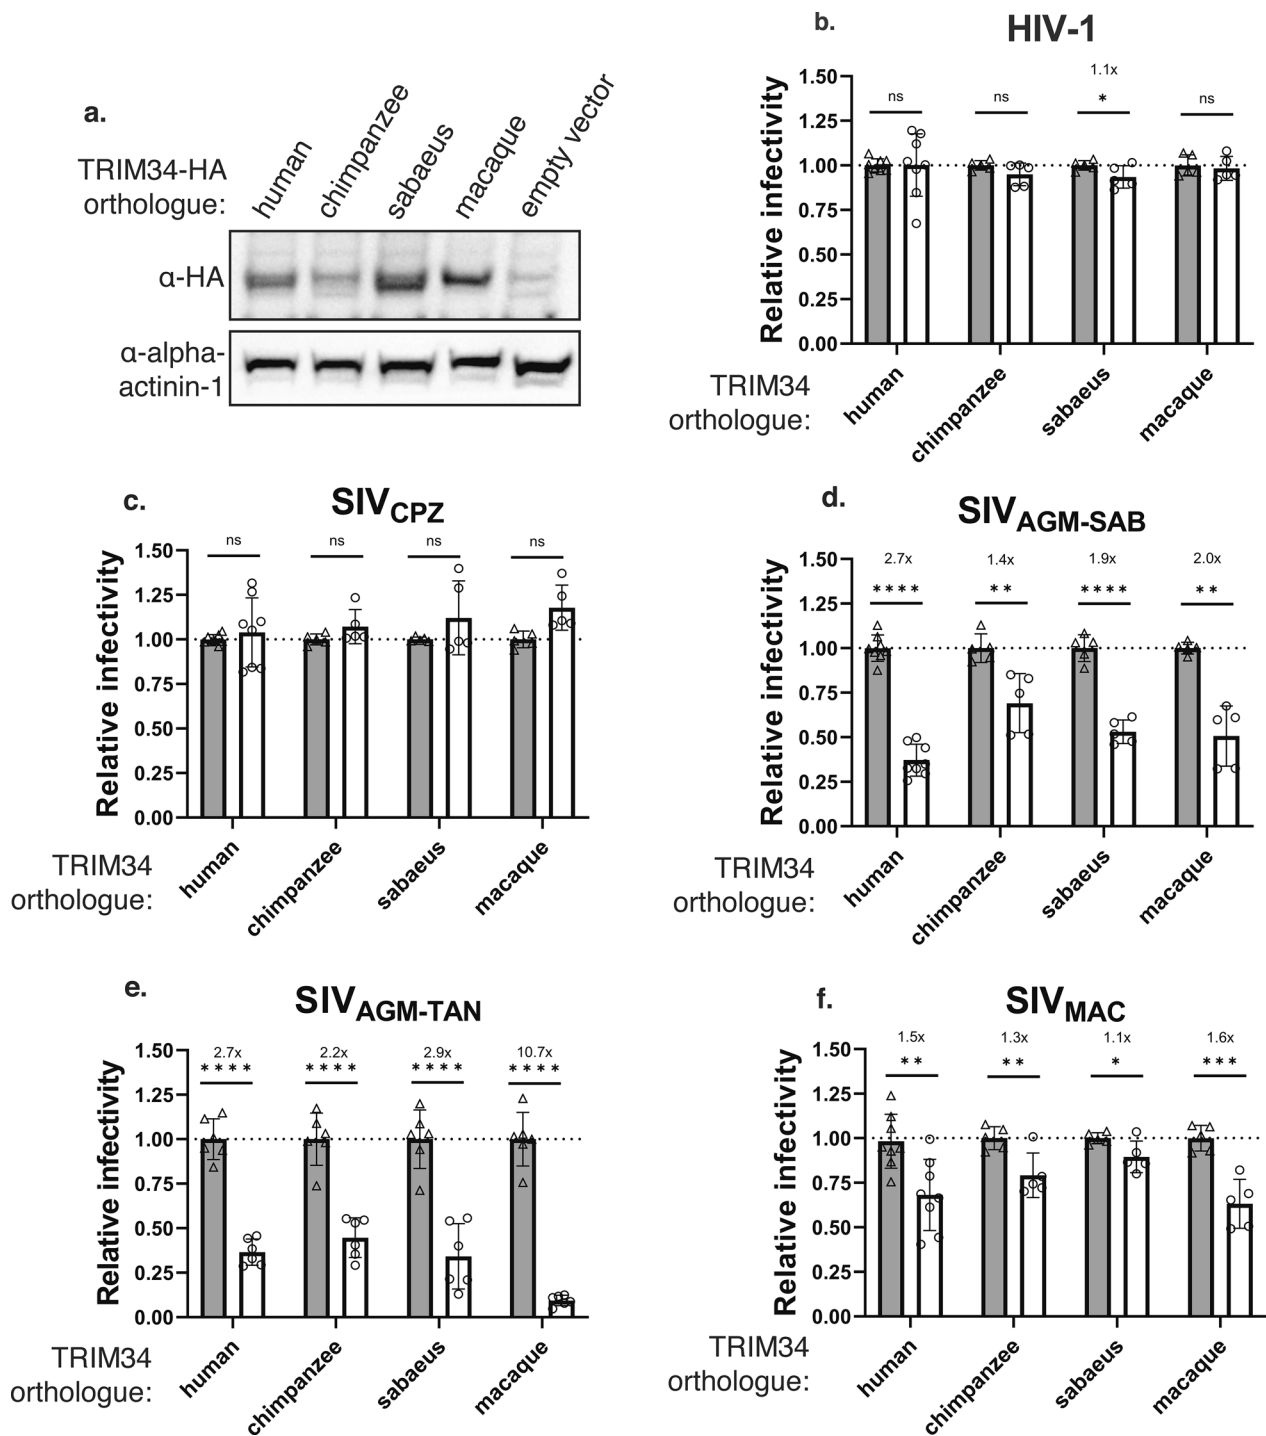 a.
TRIM34-HA
orthologue:
human
chimpanzee
sabaeus
macaque
empty vector
α-HA
α-alpha-
actinin-1
b.
HIV-1
Relative infectivity
1.50
1.25
1.00
0.75
0.50
0.25
0.00
ns
ns
1.1x
*
ns
TRIM34
orthologue:
human
chimpanzee
sabaeus
macaque
c.
SIVCPZ
Relative infectivity
1.50
1.25
1.00
0.75
0.50
0.25
0.00
ns
ns
ns
ns
TRIM34
orthologue:
human
chimpanzee
sabaeus
macaque
d.
SIVAGM-SAB
Relative infectivity
1.50
1.25
1.00
0.75
0.50
0.25
0.00
2.7x
****
1.4x
**
1.9x
****
2.0x
**
TRIM34
orthologue:
human
chimpanzee
sabaeus
macaque
e.
SIVAGM-TAN
Relative infectivity
1.50
1.25
1.00
0.75
0.50
0.25
0.00
2.7x
****
2.2x
****
2.9x
****
10.7x
****
TRIM34
orthologue:
human
chimpanzee
sabaeus
macaque
f.
SIVMAC
Relative infectivity
1.50
1.25
1.00
0.75
0.50
0.25
0.00
1.5x
**
1.3x
**
1.1x
*
1.6x
***
TRIM34
orthologue:
human
chimpanzee
sabaeus
macaque